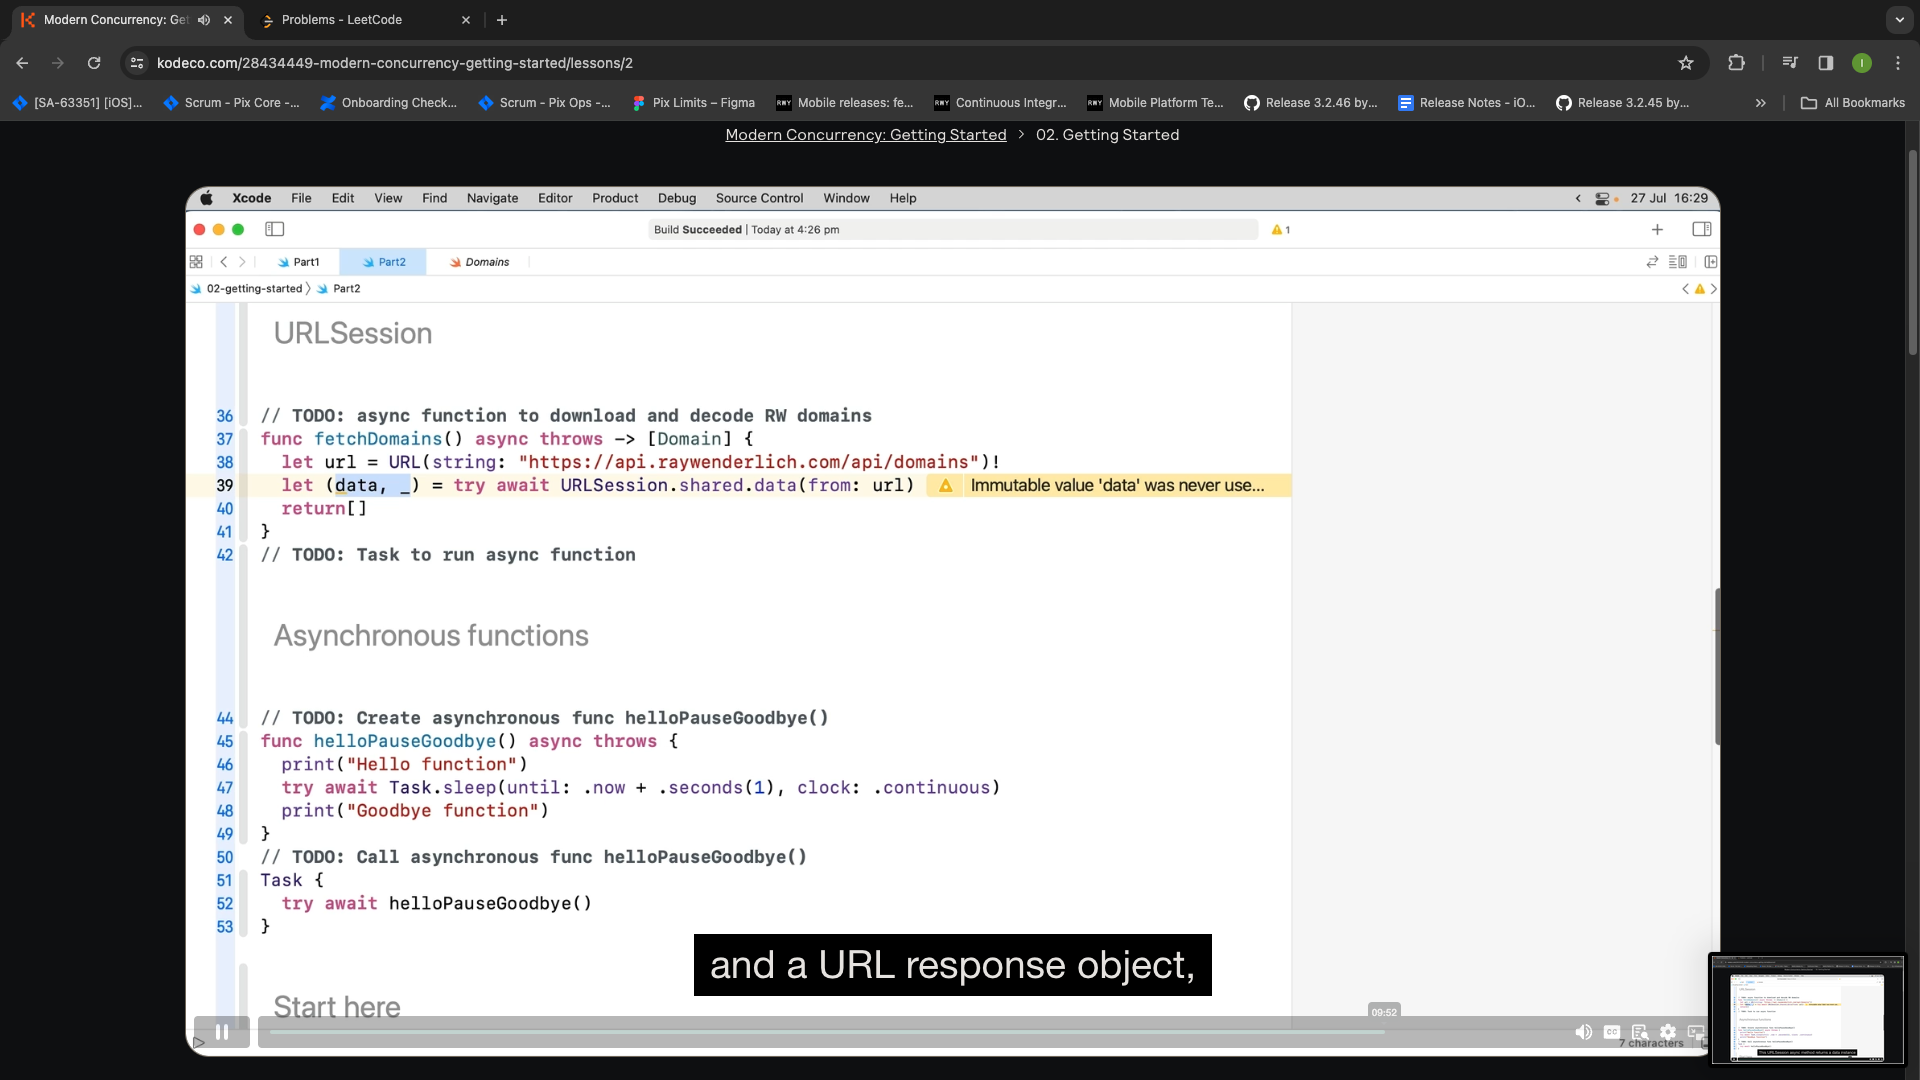 Modern Concurrency: Get
Problems - LeetCode
kodeco.com/28434449-modern-concurrency-getting-started/lessons/2
I
[SA-63351] [iOS]...
Scrum - Pix Core -...
Onboarding Check...
Scrum - Pix Ops -...
Pix Limits – Figma
RWY Mobile releases: fe...
RWY Continuous Integr...
RWY Mobile Platform Te...
Release 3.2.46 by...
Release Notes - iO...
Release 3.2.45 by...
»
All Bookmarks
Modern Concurrency: Getting Started > 02. Getting Started
Xcode File Edit View Find Navigate Editor Product Debug Source Control Window Help 27 Jul 16:29
Build Succeeded | Today at 4:26 pm 1
Part1 Part2 Domains
02-getting-started > Part2
URLSession
36 // TODO: async function to download and decode RW domains
37 func fetchDomains() async throws -> [Domain] {
38 let url = URL(string: "https://api.raywenderlich.com/api/domains")!
39 let (data, _) = try await URLSession.shared.data(from: url) Immutable value 'data' was never use...
40 return[]
41 }
42 // TODO: Task to run async function
Asynchronous functions
44 // TODO: Create asynchronous func helloPauseGoodbye()
45 func helloPauseGoodbye() async throws {
46 print("Hello function")
47 try await Task.sleep(until: .now + .seconds(1), clock: .continuous)
48 print("Goodbye function")
49 }
50 // TODO: Call asynchronous func helloPauseGoodbye()
51 Task {
52 try await helloPauseGoodbye()
53 }
and a URL response object,
Start here
09:52
CC
7 characters